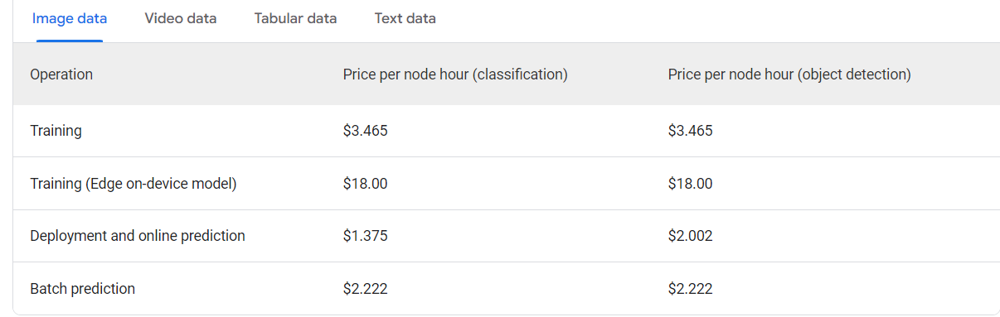 Image data Video data Tabular data Text data
Operation Price per node hour (classification) Price per node hour (object detection)
Training $3.465 $3.465
Training (Edge on-device model) $18.00 $18.00
Deployment and online prediction $1.375 $2.002
Batch prediction $2.222 $2.222